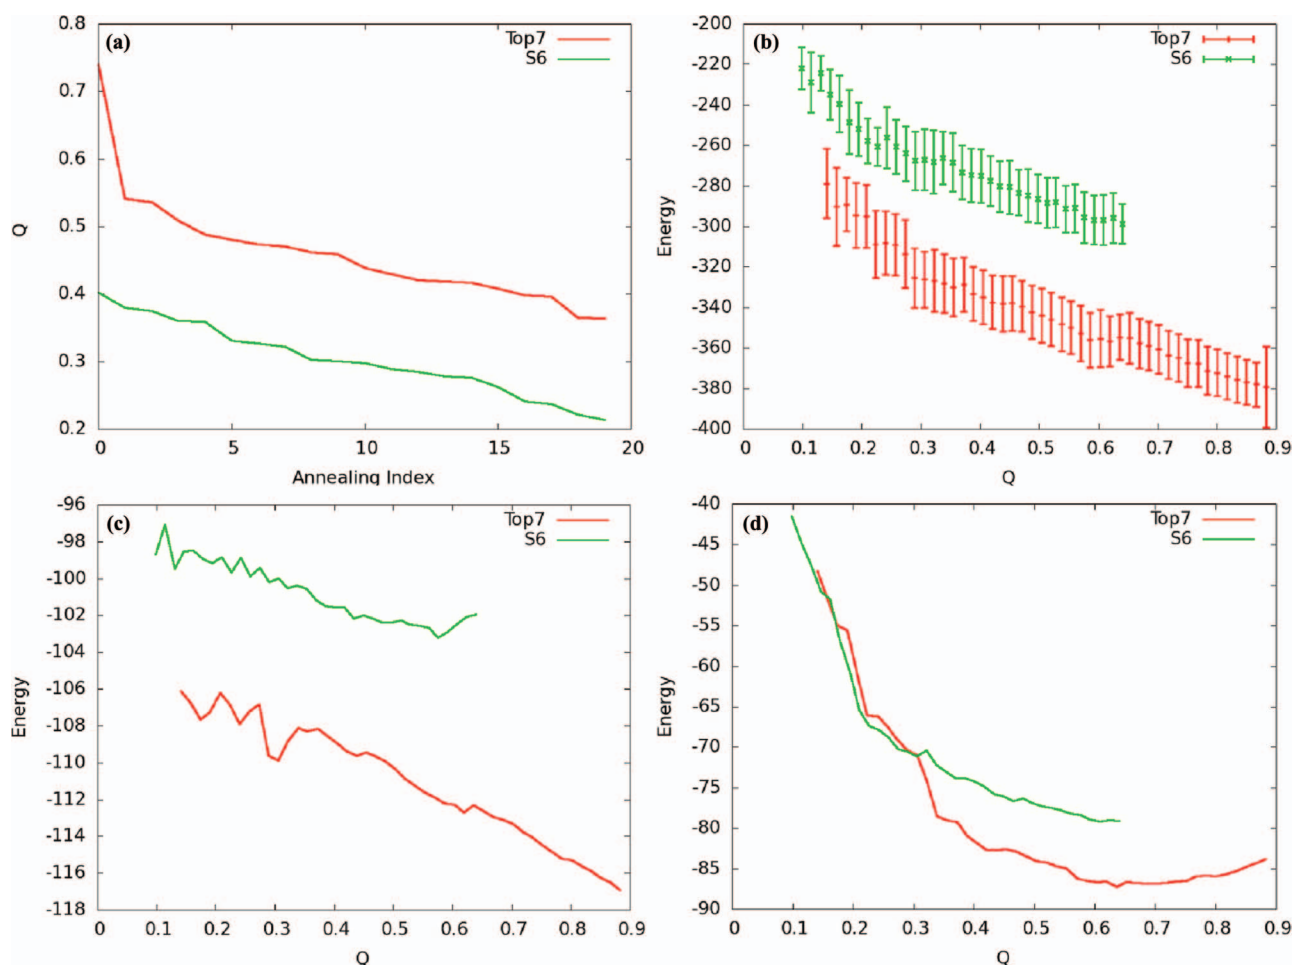 (a)
Top7
S6
0.8
0.7
0.6
0.5
0.4
0.3
0.2
Q
0 5 10 15 20
Annealing Index
(b)
Top7
S6
-200
-220
-240
-260
-280
-300
-320
-340
-360
-380
-400
Energy
0 0.1 0.2 0.3 0.4 0.5 0.6 0.7 0.8 0.9
Q
(c)
Top7
S6
-96
-98
-100
-102
-104
-106
-108
-110
-112
-114
-116
-118
Energy
0 0.1 0.2 0.3 0.4 0.5 0.6 0.7 0.8 0.9
Q
(d)
Top7
S6
-40
-45
-50
-55
-60
-65
-70
-75
-80
-85
-90
Energy
0 0.1 0.2 0.3 0.4 0.5 0.6 0.7 0.8 0.9
Q